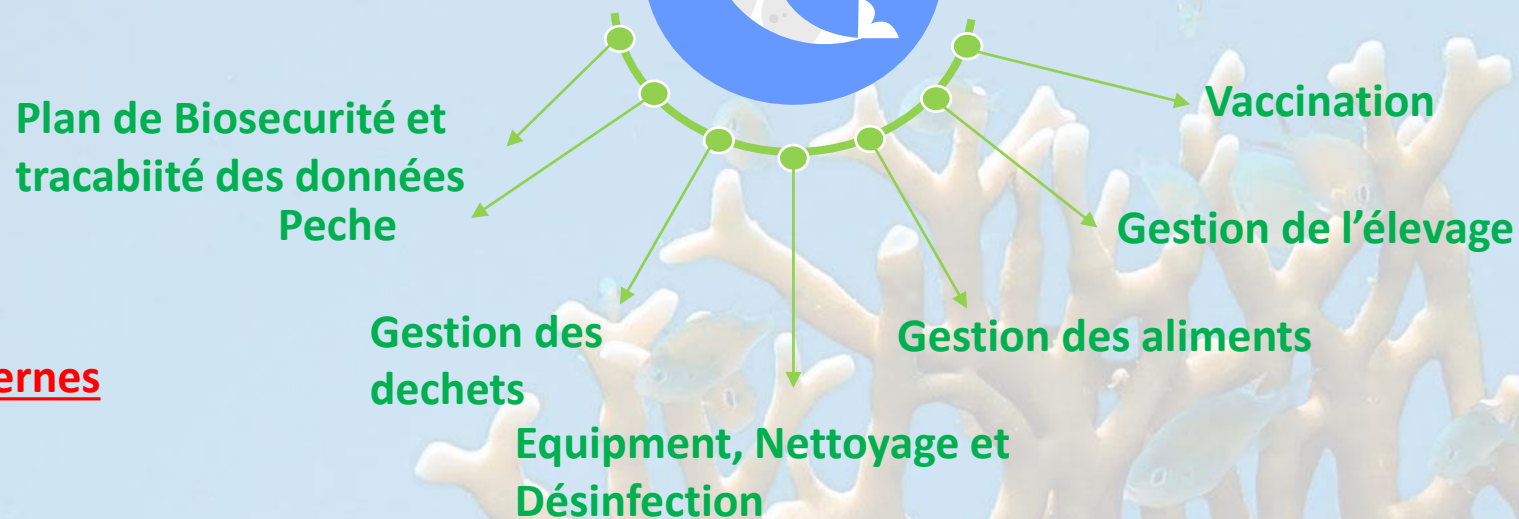 Plan de Biosecurité et
tracabiité des données
Peche
Vaccination
Gestion de l’élevage
Gestion des
dechets
Gestion des aliments
ernes
Equipment, Nettoyage et
Désinfection